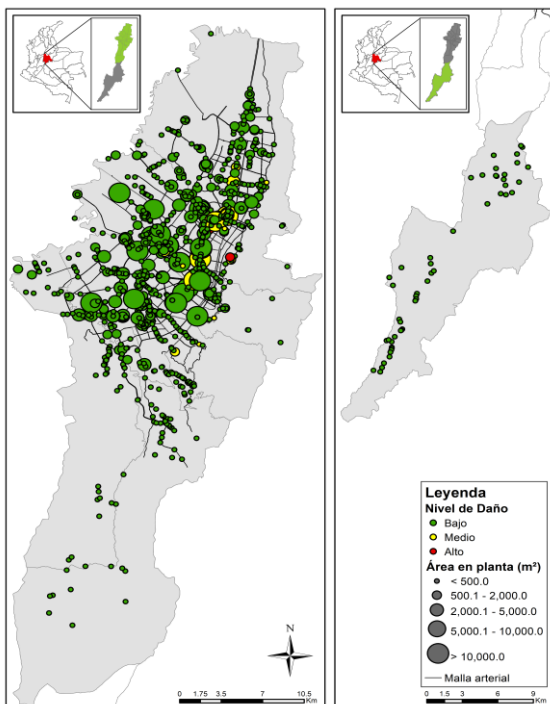 N
0 1.75 3.5 7 10.5
Km
Leyenda
Nivel de Daño
Bajo
Medio
Alto
Área en planta (m²)
< 500.0
500.1 - 2,000.0
2,000.1 - 5,000.0
5,000.1 - 10,000.0
> 10,000.0
Malla arterial
0 1.5 3 6 9
Km